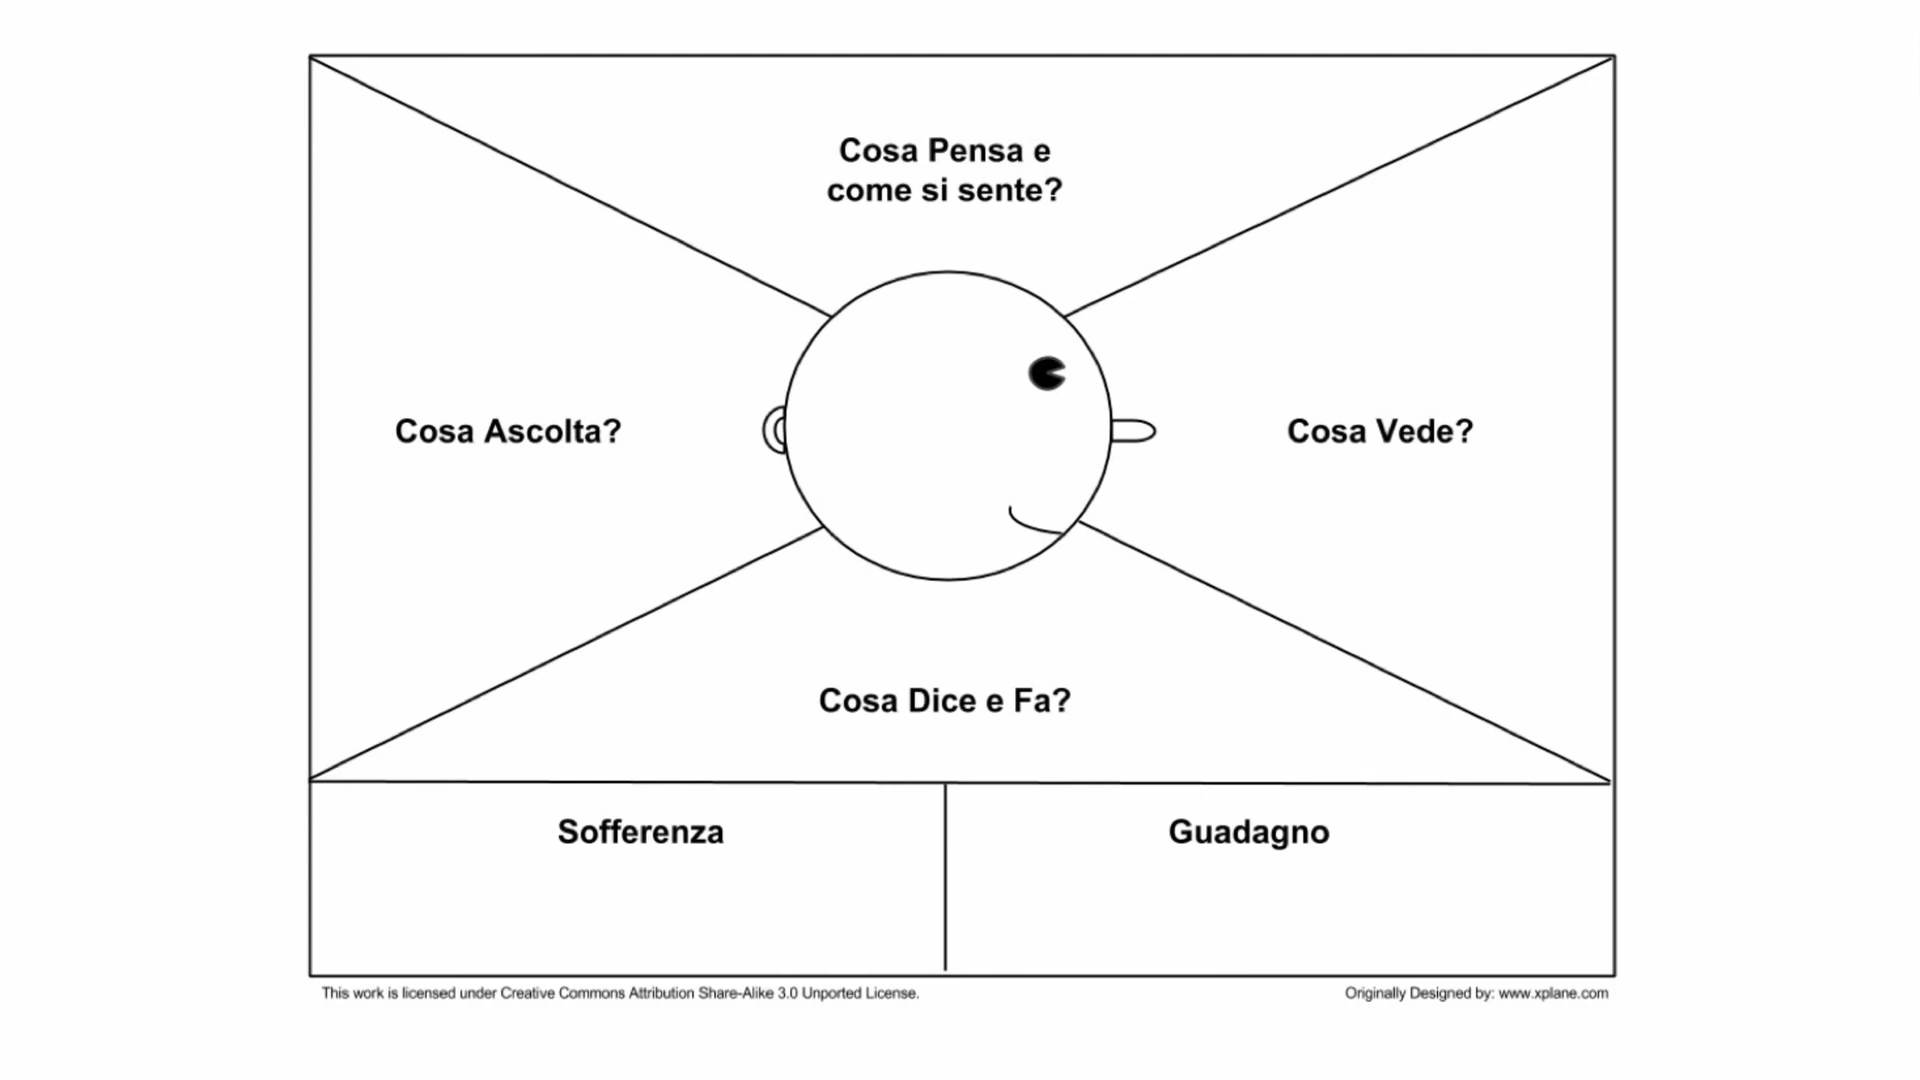 Cosa Pensa e
come si sente?
Cosa Ascolta?
Cosa Vede?
Cosa Dice e Fa?
Sofferenza
Guadagno
This work is licensed under Creative Commons Attribution Share-Alike 3.0 Unported License.
Originally Designed by: www.xplane.com